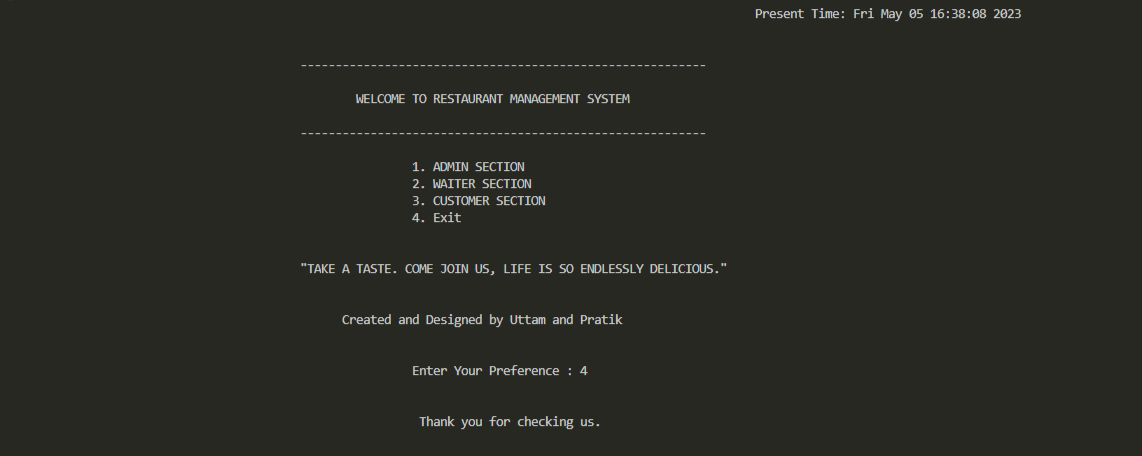 Present Time: Fri May 05 16:38:08 2023
----------------------------------------------------------
WELCOME TO RESTAURANT MANAGEMENT SYSTEM
----------------------------------------------------------
1. ADMIN SECTION
2. WAITER SECTION
3. CUSTOMER SECTION
4. Exit
"TAKE A TASTE. COME JOIN US, LIFE IS SO ENDLESSLY DELICIOUS."
Created and Designed by Uttam and Pratik
Enter Your Preference : 4
Thank you for checking us.